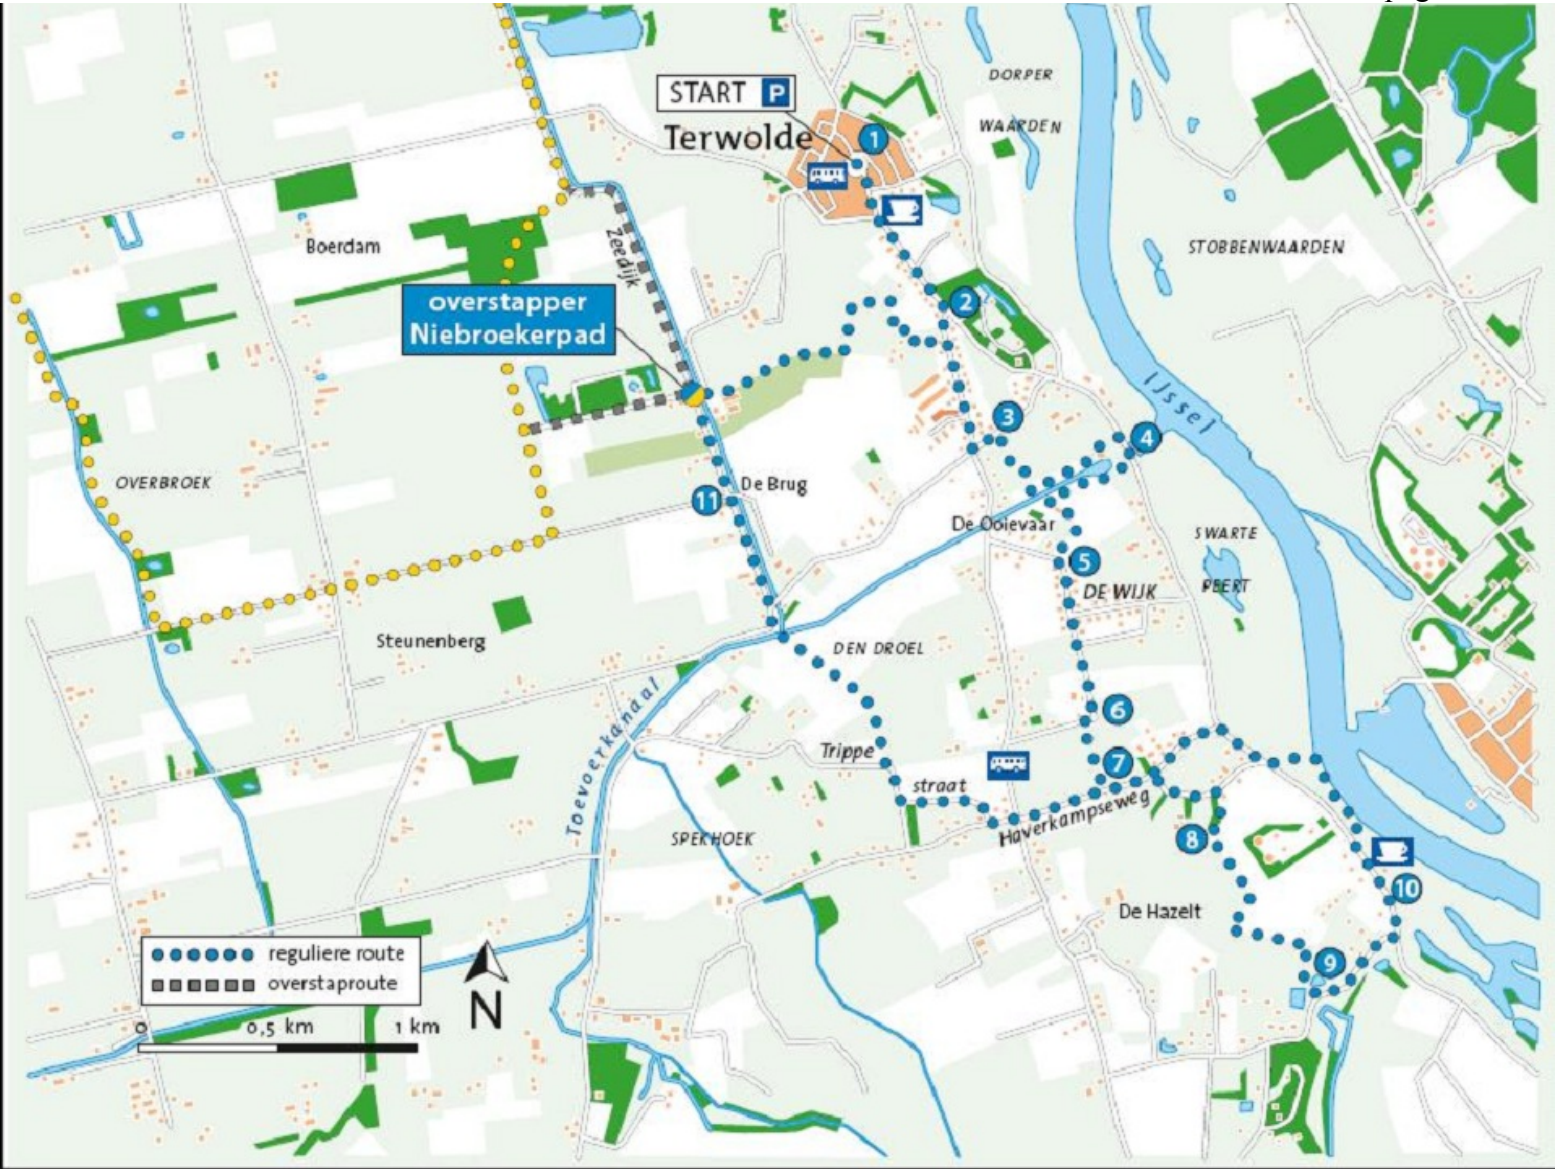 START P
Terwolde
1
DORPER
WAARDEN
Zeedijk
Boerdam
STOBBENWAARDEN
overstapper
Niebroekerpad
2
IJssel
3
4
OVERBROEK
11
De Brug
De Ooievaar
SWARTE
5
DE WIJK
Steunenberg
DEN DROEL
Toevoerkanaal
6
Trippe
straat
7
Haverkampseweg
SPEKHOEK
8
10
De Hazelt
9
reguliere route
overstaproute
N
0 0,5 km 1 km